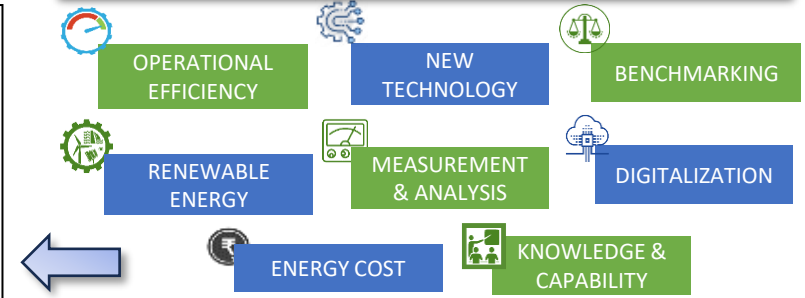 OPERATIONAL
EFFICIENCY
NEW
TECHNOLOGY
BENCHMARKING
RENEWABLE
ENERGY
MEASUREMENT
& ANALYSIS
DIGITALIZATION
₹
ENERGY COST
KNOWLEDGE &
CAPABILITY